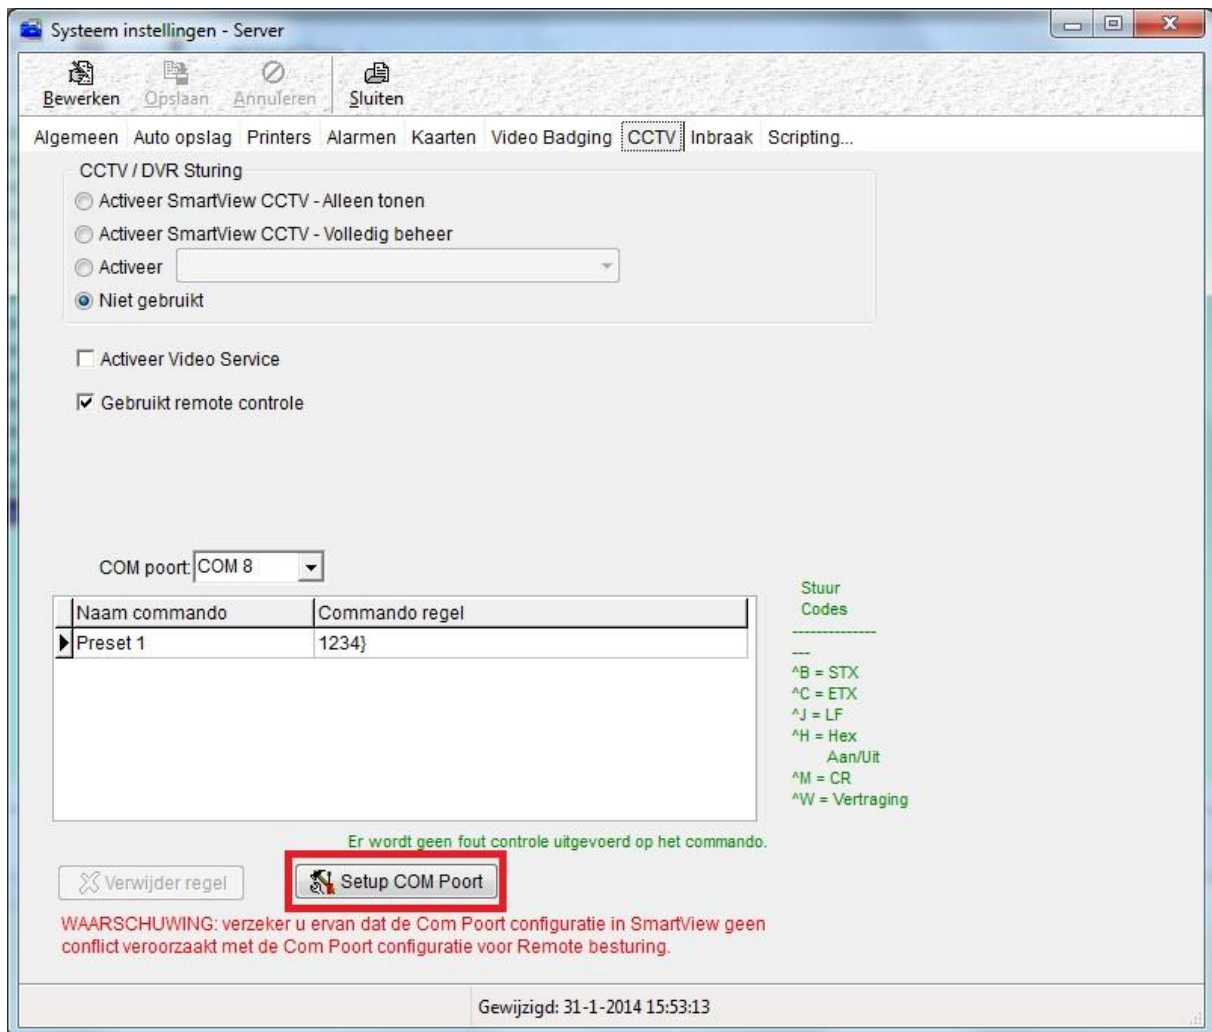 Systeem instellingen - Server
Bewerken Opslaan Annuleren Sluiten
Algemeen Auto opslag Printers Alarmen Kaarten Video Badging CCTV Inbraak Scripting...
CCTV / DVR Sturing
Activeer SmartView CCTV - Alleen tonen
Activeer SmartView CCTV - Volledig beheer
Activeer
Niet gebruikt
Activeer Video Service
Gebruikt remote controle
COM poort: COM 8
Naam commando Commando regel
Preset 1 1234}
Stuur
Codes
--------------
---
^B = STX
^C = ETX
^J = LF
^H = Hex
Aan/Uit
^M = CR
^W = Vertraging
Er wordt geen fout controle uitgevoerd op het commando.
Verwijder regel Setup COM Poort
WAARSCHUWING: verzeker u ervan dat de Com Poort configuratie in SmartView geen
conflict veroorzaakt met de Com Poort configuratie voor Remote besturing.
Gewijzigd: 31-1-2014 15:53:13